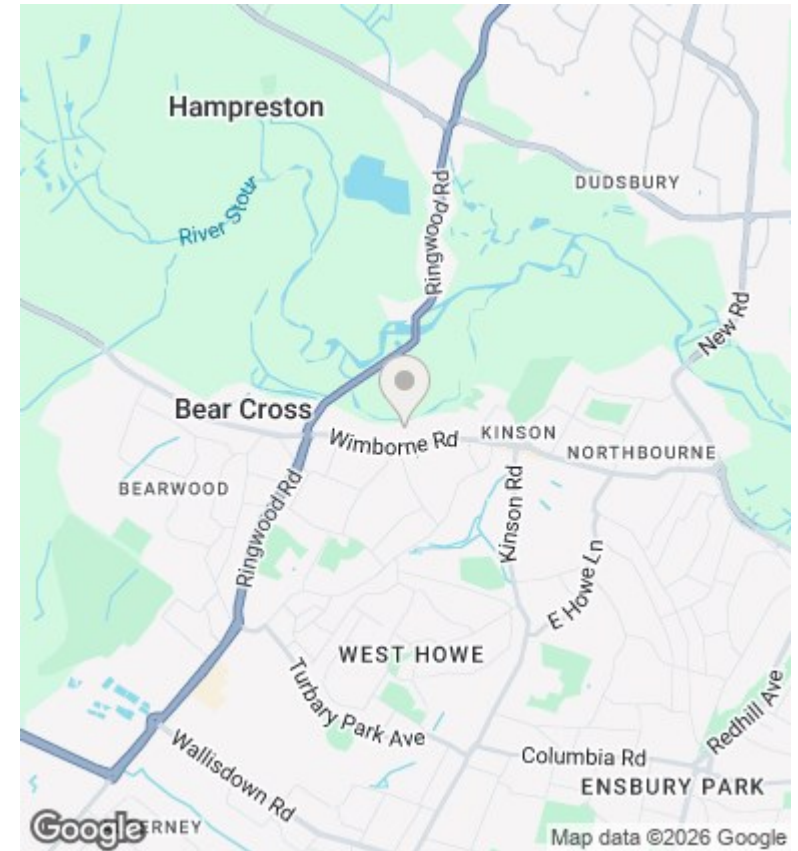 Hampreston
DUDSBURY
River Stour
Ringwood Rd
New Rd
Bear Cross
Wimborne Rd
KINSON
NORTHBOURNE
BEARWOOD
Ringwood Rd
Kinson Rd
E Howe Ln
WEST HOWE
Turbary Park Ave
Redhill Ave
Wallisdown Rd
Columbia Rd
ENSBURY PARK
Google
ERNEY
Map data ©2026 Google